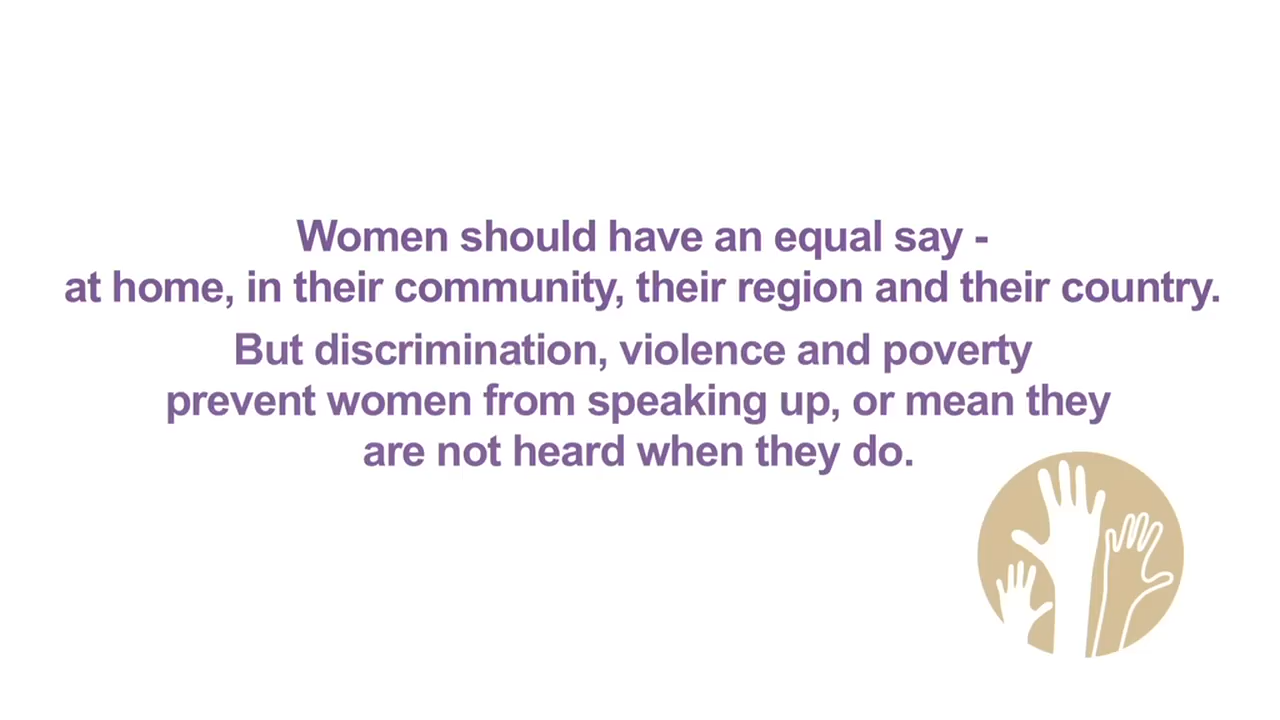 Women should have an equal say -
at home, in their community, their region and their country.
But discrimination, violence and poverty
prevent women from speaking up, or mean they
are not heard when they do.